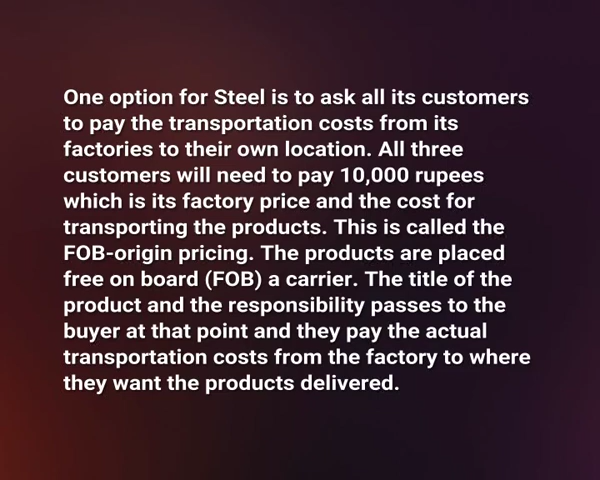 One option for Steel is to ask all its customers
to pay the transportation costs from its
factories to their own location. All three
customers will need to pay 10,000 rupees
which is its factory price and the cost for
transporting the products. This is called the
FOB-origin pricing. The products are placed
free on board (FOB) a carrier. The title of the
product and the responsibility passes to the
buyer at that point and they pay the actual
transportation costs from the factory to where
they want the products delivered.